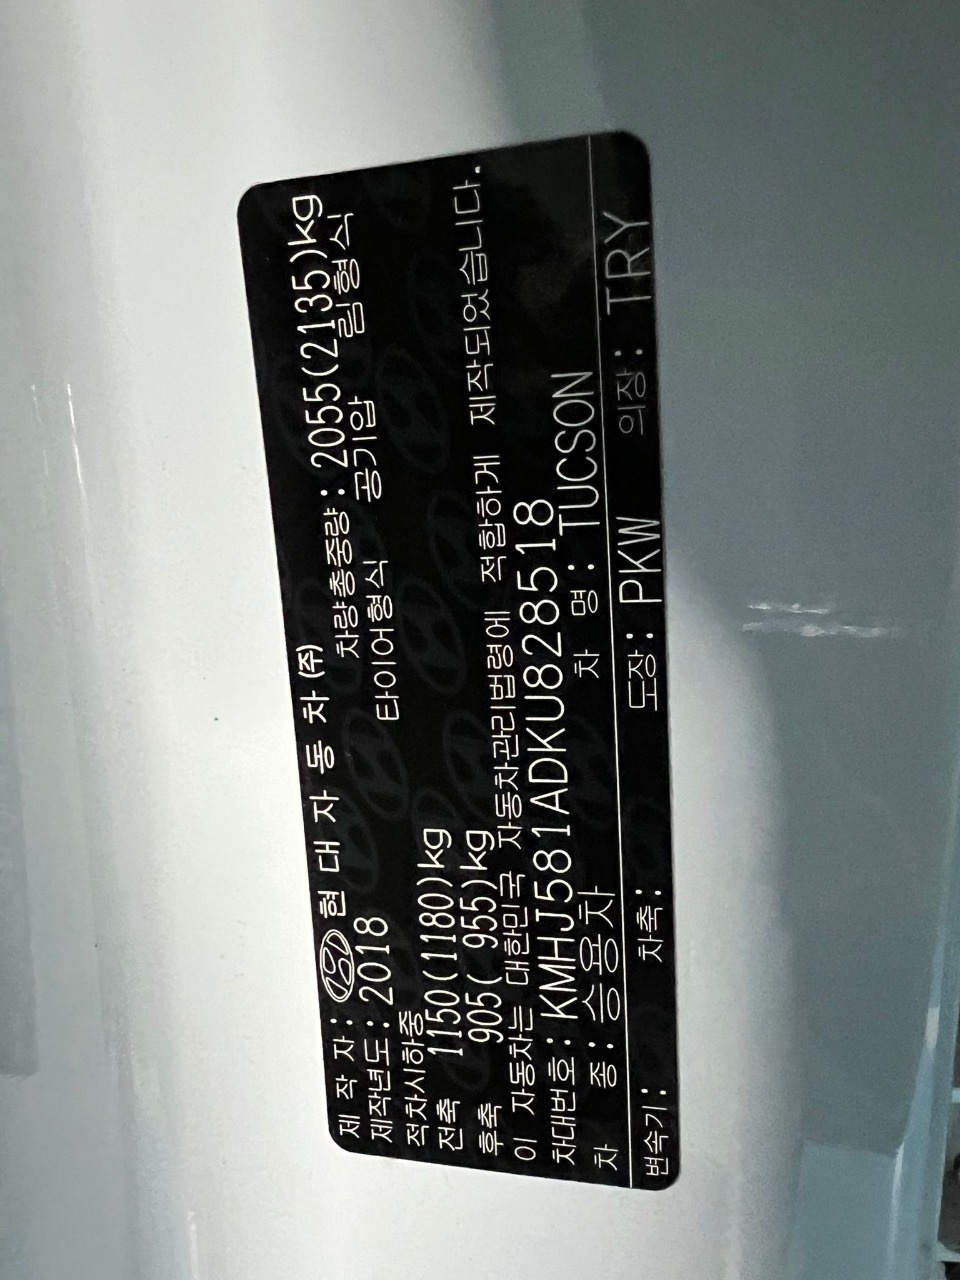 제 작 자: 현 대 자 동 차 (주)
제작년도: 2018 차량총중량: 2055(2135)kg
적차시하중 타이어형식 공기압 림형식
전축 1150(1180)kg
후축 905( 955)kg
이 자동차는 대한민국 자동차관리법령에 적합하게 제작되었습니다.
차대번호: KMHJ581ADKU828518
차 종: 승용차 차 명: TUCSON
변속기: 차축: 도장: PKW 의장: TRY